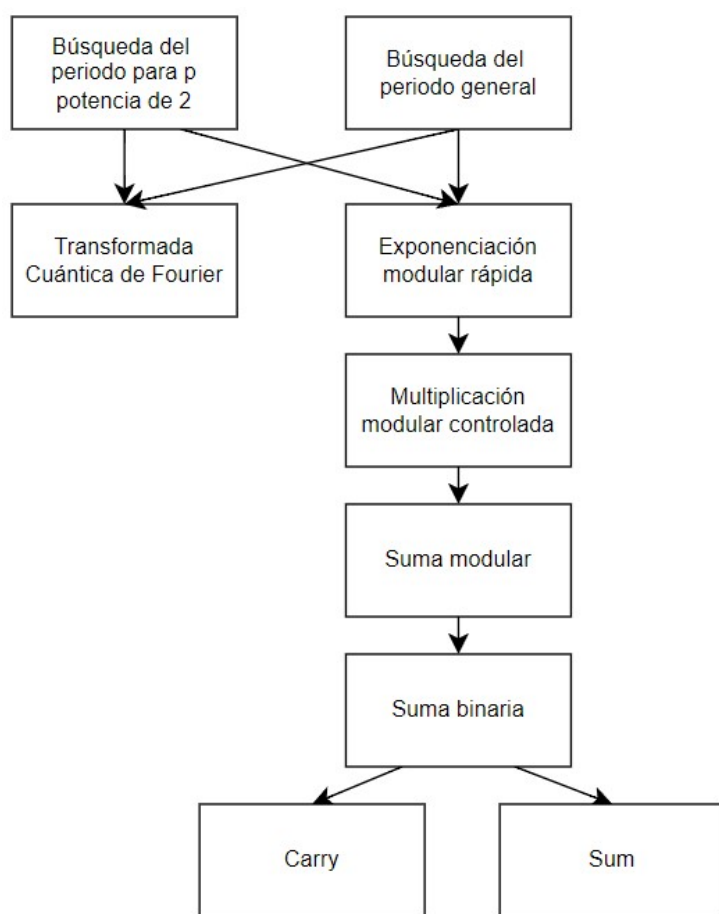 Búsqueda del
periodo para p
potencia de 2
Búsqueda del
periodo general
Transformada
Cuántica de Fourier
Exponenciación
modular rápida
Multiplicación
modular controlada
Suma modular
Suma binaria
Carry
Sum